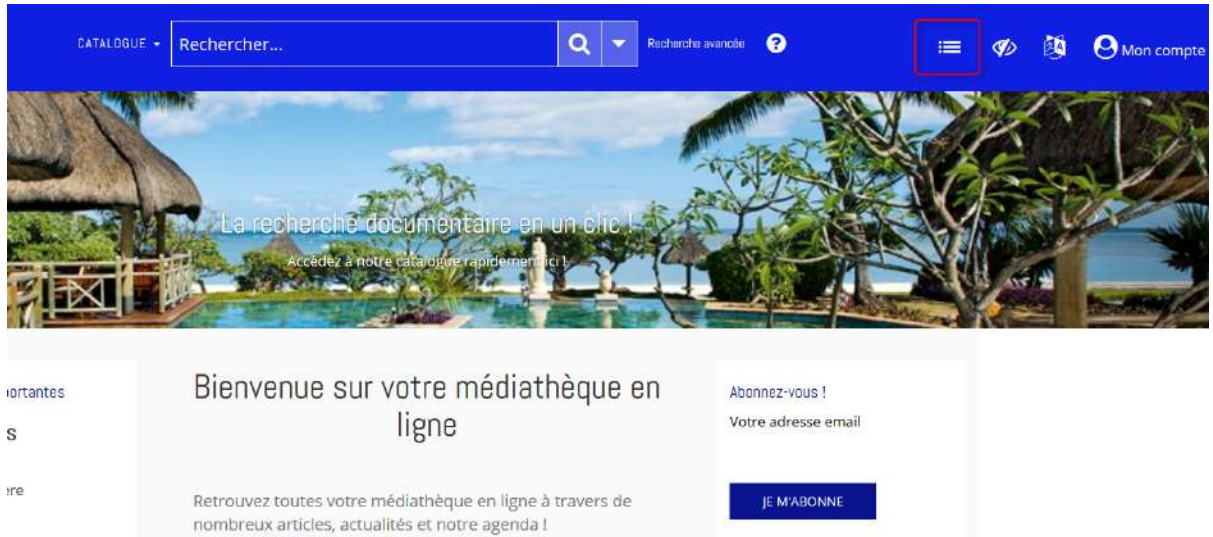 CATALOGUE
Rechercher...
Recherche avancée
?
Mon compte
La recherche documentaire en un clic !
Accédez à notre catalogue rapidement ici !
Bienvenue sur votre médiathèque en
ligne
Retrouvez toutes votre médiathèque en ligne à travers de
nombreux articles, actualités et notre agenda !
Abonnez-vous !
Votre adresse email
JE M'ABONNE